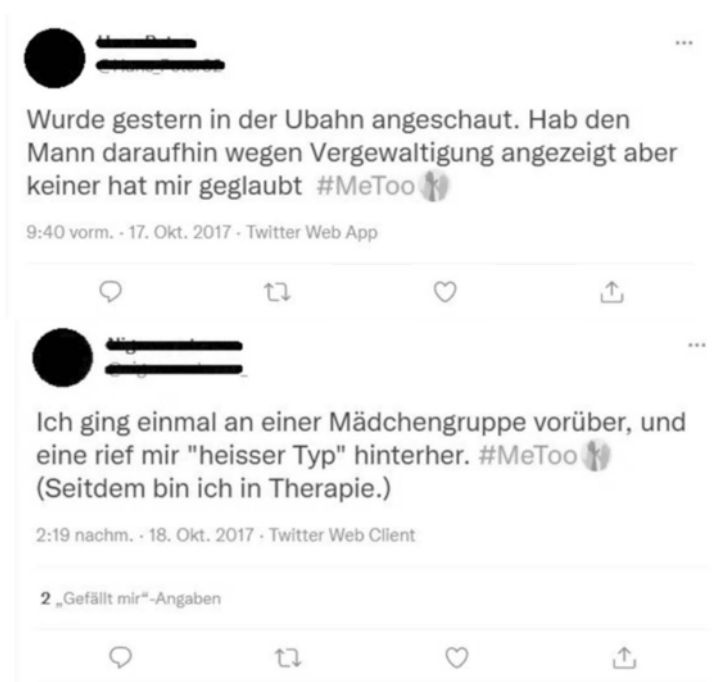 Wurde gestern in der Ubahn angeschaut. Hab den
Mann daraufhin wegen Vergewaltigung angezeigt aber
keiner hat mir geglaubt #MeToo
9:40 vorm. · 17. Okt. 2017 · Twitter Web App
Ich ging einmal an einer Mädchengruppe vorüber, und
eine rief mir "heisser Typ" hinterher. #MeToo
(Seitdem bin ich in Therapie.)
2:19 nachm. · 18. Okt. 2017 · Twitter Web Client
2 „Gefällt mir“-Angaben